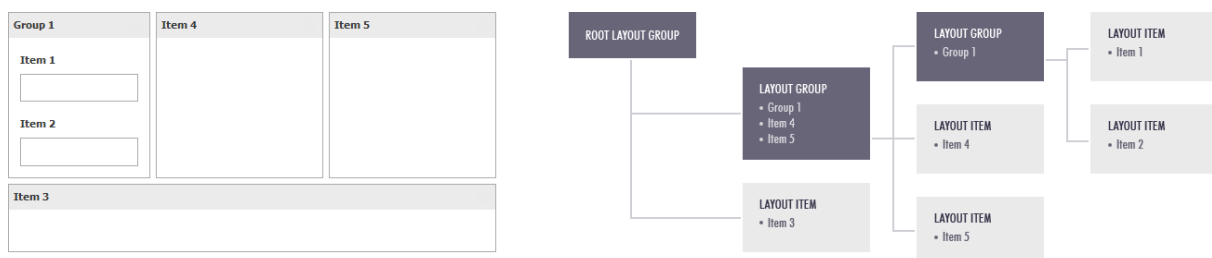 Group 1
Item 4
Item 5
Item 1
Item 2
Item 3
ROOT LAYOUT GROUP
LAYOUT GROUP
• Group 1
• Item 4
• Item 5
LAYOUT ITEM
• Item 3
LAYOUT GROUP
• Group 1
LAYOUT ITEM
• Item 4
LAYOUT ITEM
• Item 5
LAYOUT ITEM
• Item 1
LAYOUT ITEM
• Item 2